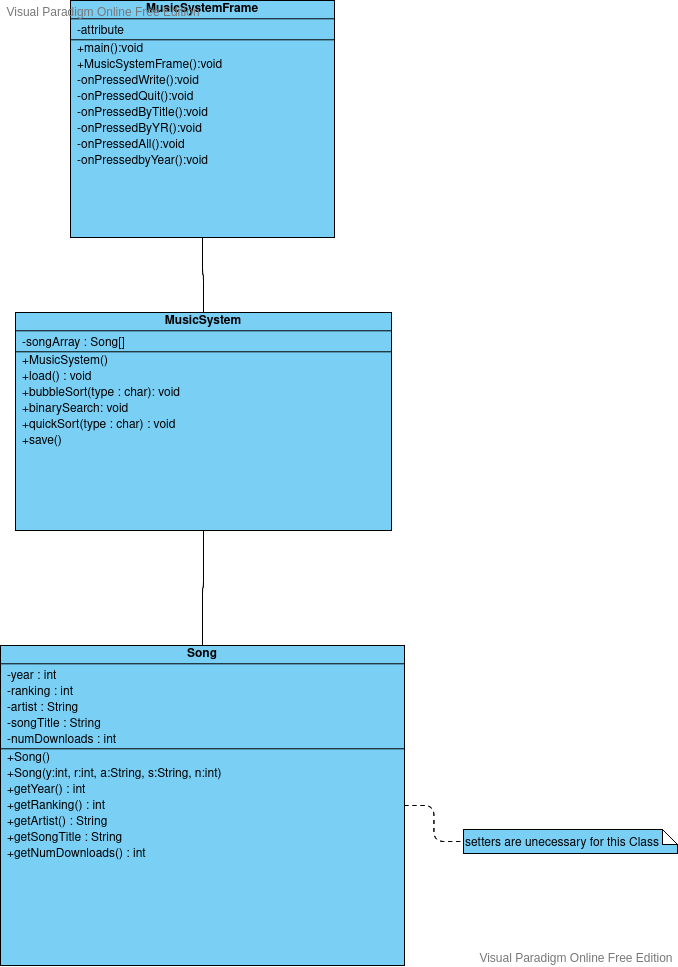 Visual Paradigm Online Free Edition
MusicSystemFrame
-attribute
+main():void
+MusicSystemFrame():void
-onPressedWrite():void
-onPressedQuit():void
-onPressedByTitle():void
-onPressedByYR():void
-onPressedAll():void
-onPressedbyYear():void
MusicSystem
-songArray : Song[]
+MusicSystem()
+load() : void
+bubbleSort(type : char): void
+binarySearch: void
+quickSort(type : char) : void
+save()
Song
-year : int
-ranking : int
-artist : String
-songTitle : String
-numDownloads : int
+Song()
+Song(y:int, r:int, a:String, s:String, n:int)
+getYear() : int
+getRanking() : int
+getArtist() : String
+getSongTitle : String
+getNumDownloads() : int
setters are unecessary for this Class
Visual Paradigm Online Free Edition